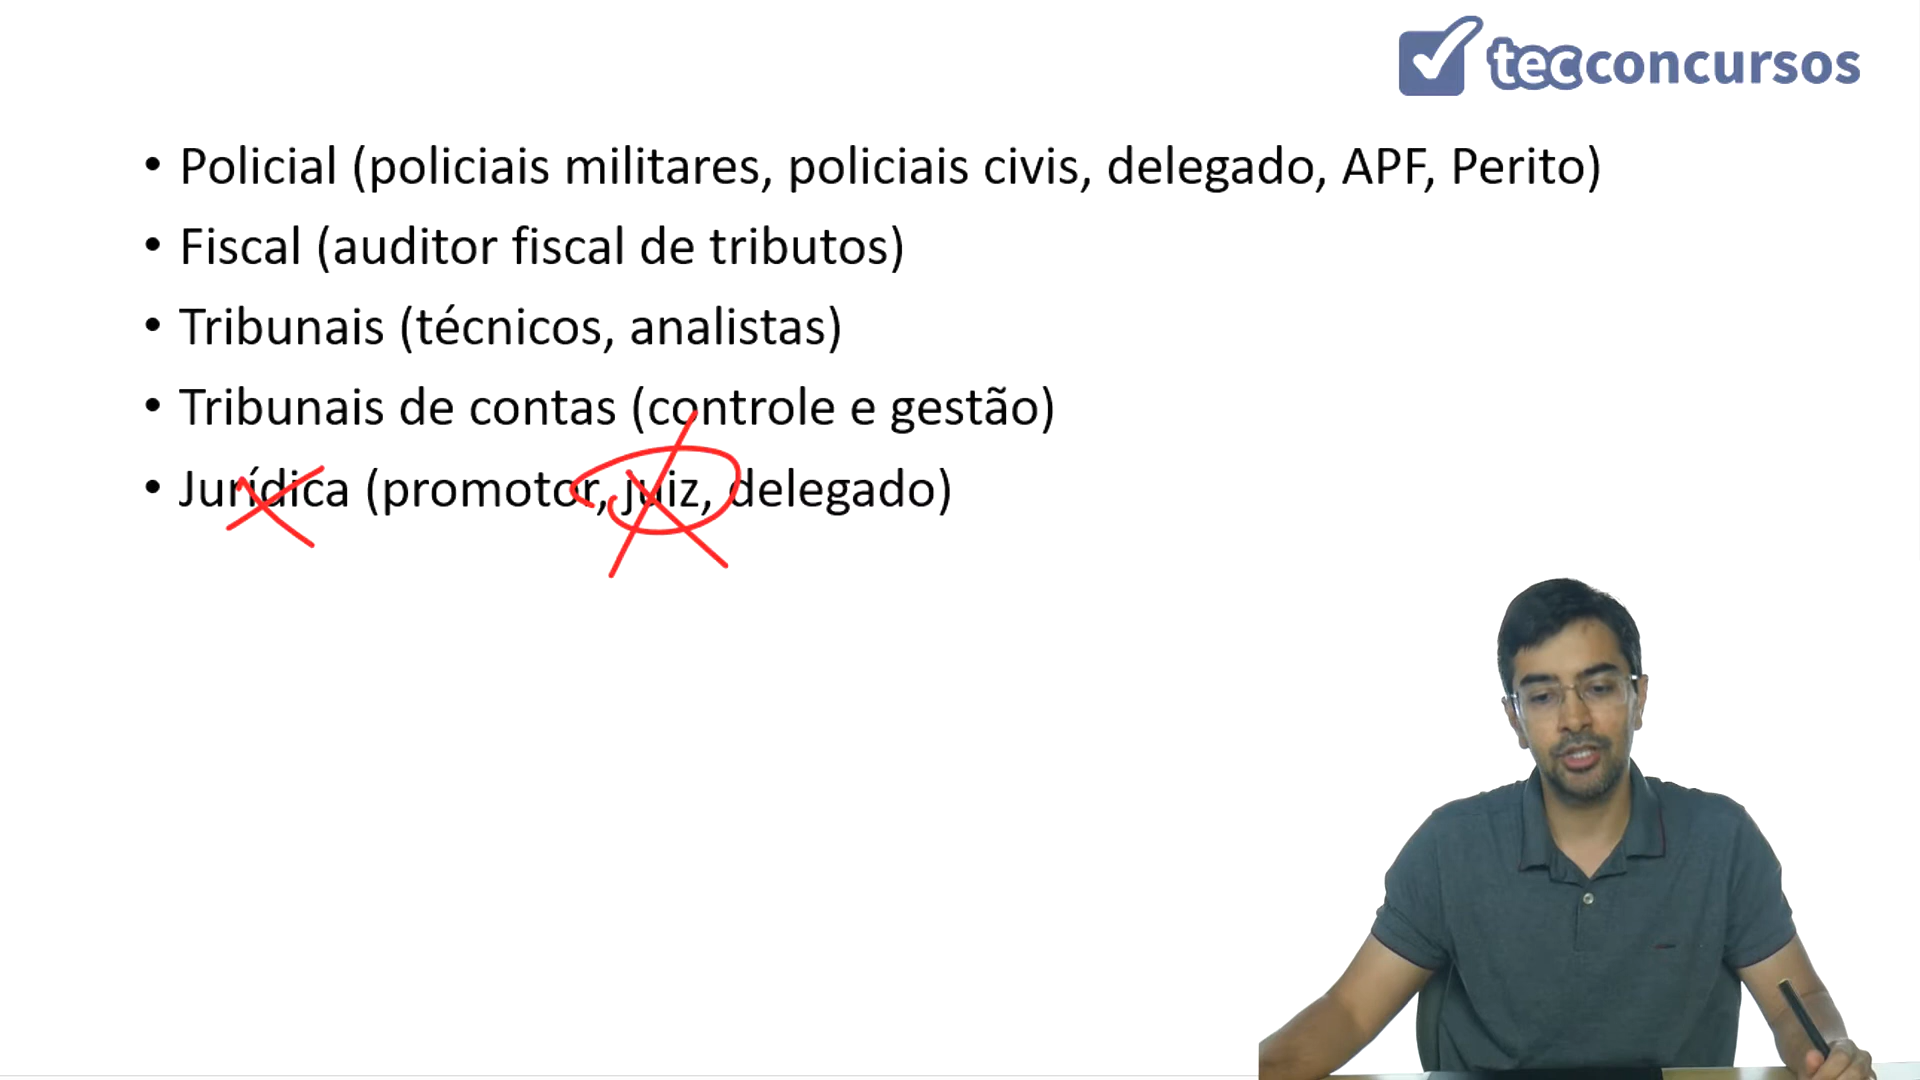 tecconcursos
• Policial (policiais militares, policiais civis, delegado, APF, Perito)
• Fiscal (auditor fiscal de tributos)
• Tribunais (técnicos, analistas)
• Tribunais de contas (controle e gestão)
• Jurídica (promotor, juiz, delegado)